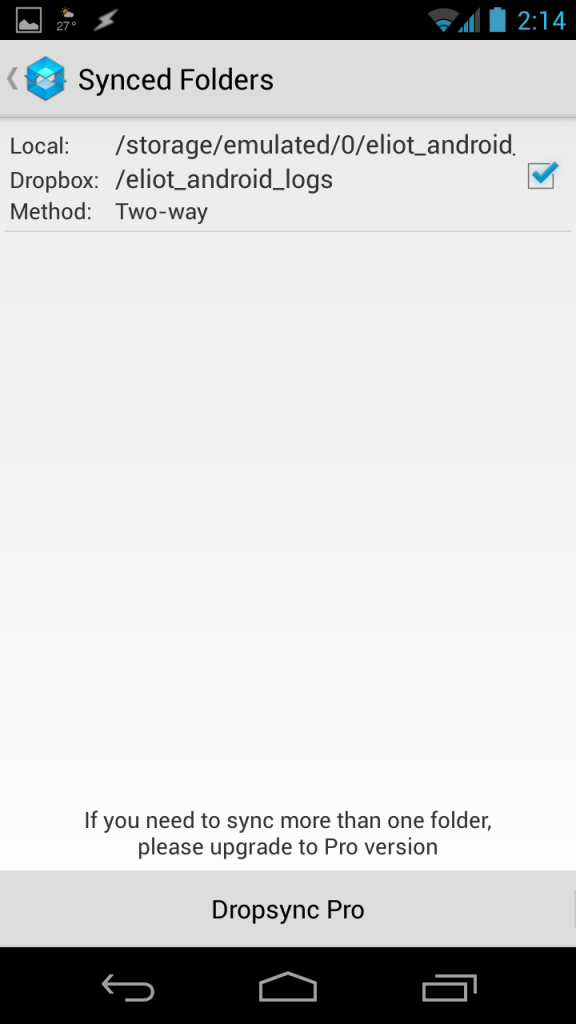 27°
2:14
Synced Folders
Local: /storage/emulated/0/eliot_android
Dropbox: /eliot_android_logs
Method: Two-way
If you need to sync more than one folder,
please upgrade to Pro version
Dropsync Pro